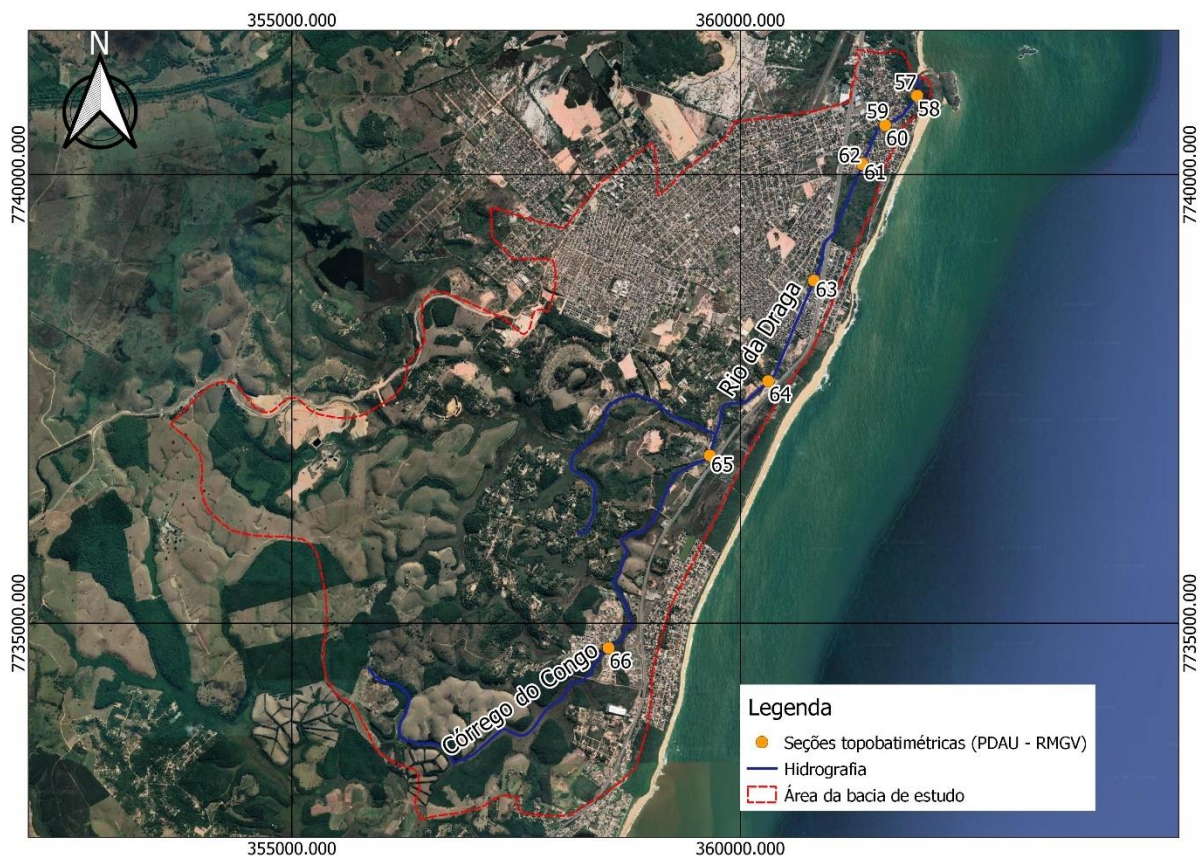 355000.000
360000.000
N
57
58
59
60
62
61
7740000.000
7740000.000
63
Rio da Draga
64
65
7735000.000
7735000.000
66
Córrego do Congo
Legenda
Seções topobatimétricas (PDAU - RMGV)
Hidrografia
Área da bacia de estudo
355000.000
360000.000